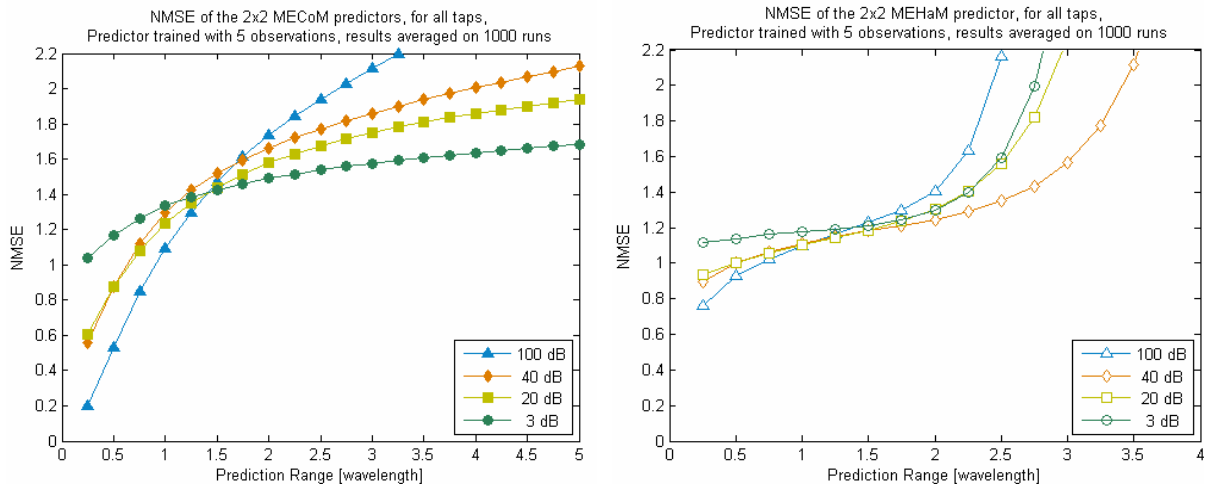 NMSE of the 2x2 MECoM predictors, for all taps,
Predictor trained with 5 observations, results averaged on 1000 runs
2.2
2
1.8
1.6
1.4
1.2
1
0.8
0.6
0.4
0.2
0
NMSE
0
0.5
1
1.5
2
2.5
3
3.5
4
4.5
5
Prediction Range [wavelength]
100 dB
40 dB
20 dB
3 dB
NMSE of the 2x2 MEHaM predictor, for all taps,
Predictor trained with 5 observations, results averaged on 1000 runs
2.2
2
1.8
1.6
1.4
1.2
1
0.8
0.6
0.4
0.2
0
NMSE
0
0.5
1
1.5
2
2.5
3
3.5
4
Prediction Range [wavelength]
100 dB
40 dB
20 dB
3 dB